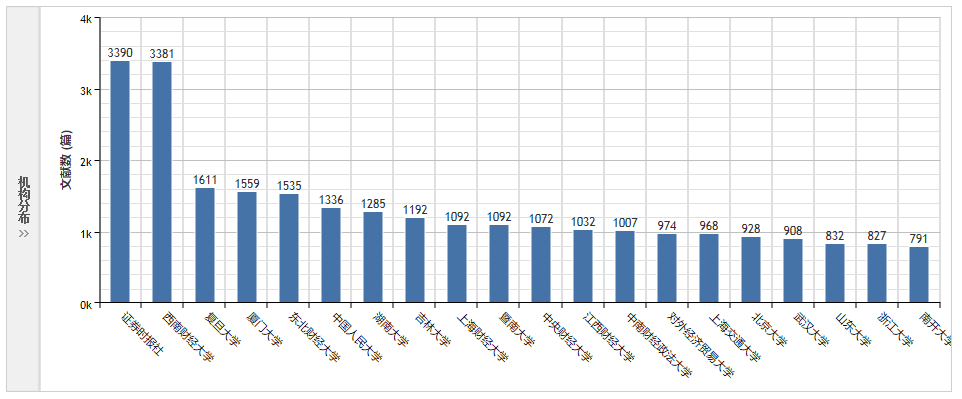 机构分布
>>
文献数 (篇)
4k
3k
2k
1k
0k
3390
3381
1611
1559
1535
1336
1285
1192
1092
1092
1072
1032
1007
974
968
928
908
832
827
791
证券时报社
西南财经大学
复旦大学
厦门大学
东北财经大学
中国人民大学
湖南大学
吉林大学
上海财经大学
暨南大学
中央财经大学
江西财经大学
中南财经政法大学
对外经济贸易大学
上海交通大学
北京大学
武汉大学
山东大学
浙江大学
南开大学